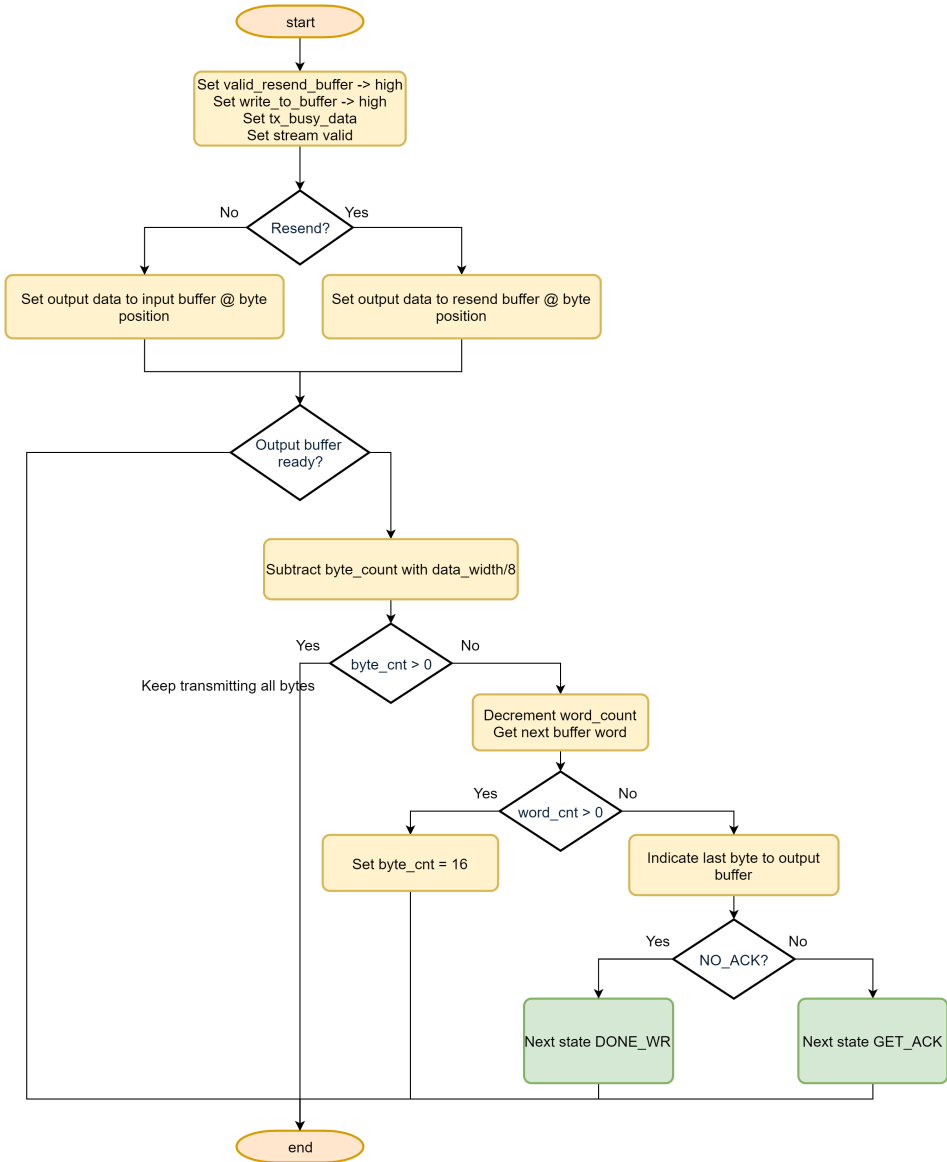 start
Set valid_resend_buffer -> high
Set write_to_buffer -> high
Set tx_busy_data
Set stream valid
No
Yes
Resend?
Set output data to input buffer @ byte
position
Set output data to resend buffer @ byte
position
Output buffer
ready?
Subtract byte_count with data_width/8
Yes
No
byte_cnt > 0
Keep transmitting all bytes
Decrement word_count
Get next buffer word
Yes
No
word_cnt > 0
Set byte_cnt = 16
Indicate last byte to output
buffer
Yes
No
NO_ACK?
Next state DONE_WR
Next state GET_ACK
end